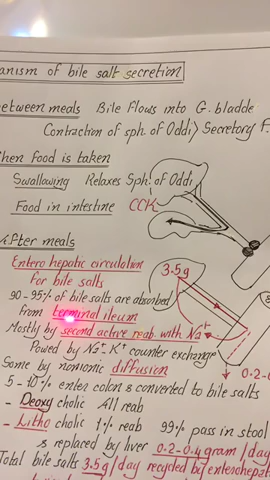 anism of bile salt secretion
between meals Bile flows into G. bladde
Contraction of sph. of Oddi > Secretory P.
When Food is taken
Swallowing Relaxes Sph. of Oddi
Food in intestine CCK
After meals
Entero hepatic circulation
for bile salts
3.5g
90-95% of bile salts are absorbed
from terminal ileum
Mostly by second active reab. with Na+
Powed by Na+-K+ counter exchange
Some by nonionic diffusion
0.2-0
5-10% enter colon & converted to bile salts
- Deoxy cholic All reab
- Litho cholic 1% reab 99% pass in stool
& replaced by liver 0.2-0.4 gram/day
Total bile salts 3.5g/day recycled by enterohepat